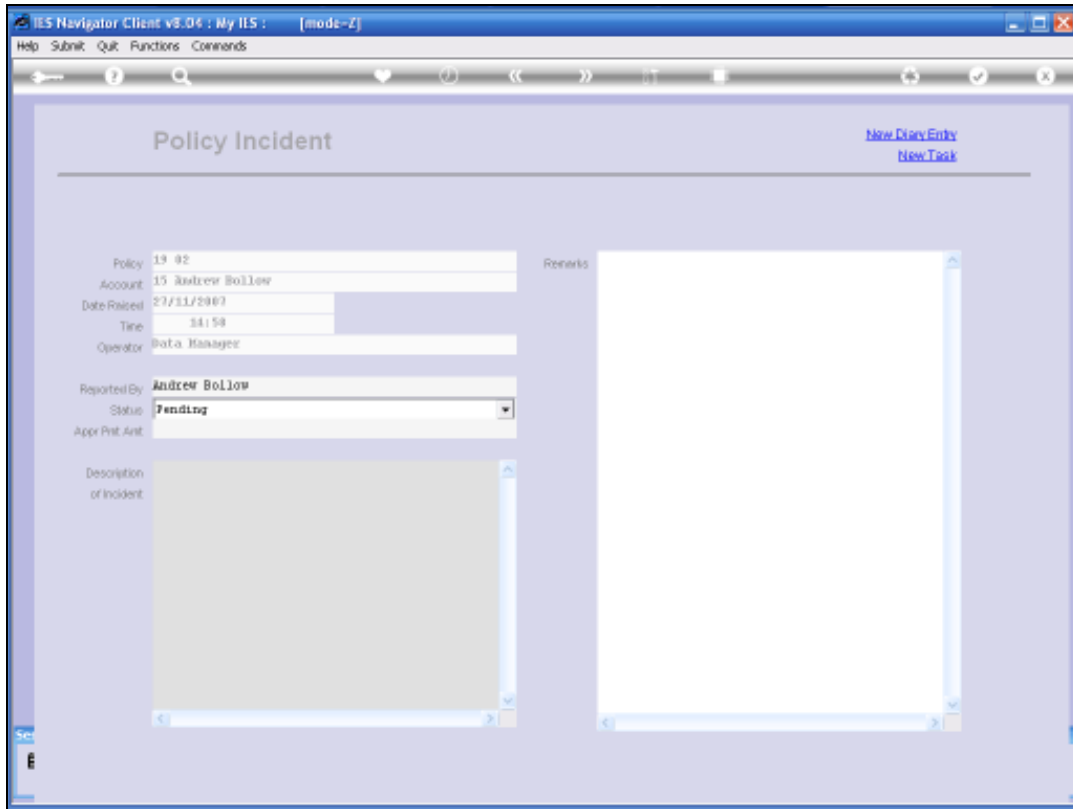 IES Navigator Client v8.04 : My IES : [mode=Z]
Help Submit Quit Functions Commands
Policy Incident
New Diary Entry
New Task
Policy 19 02
Account 15 Andrew Bollow
Date Raised 27/11/2007
Time
Operator Data Manager
Reported By Andrew Bollow
Status Pending
Appr Pmt Amt
Description
of Incident
Remarks